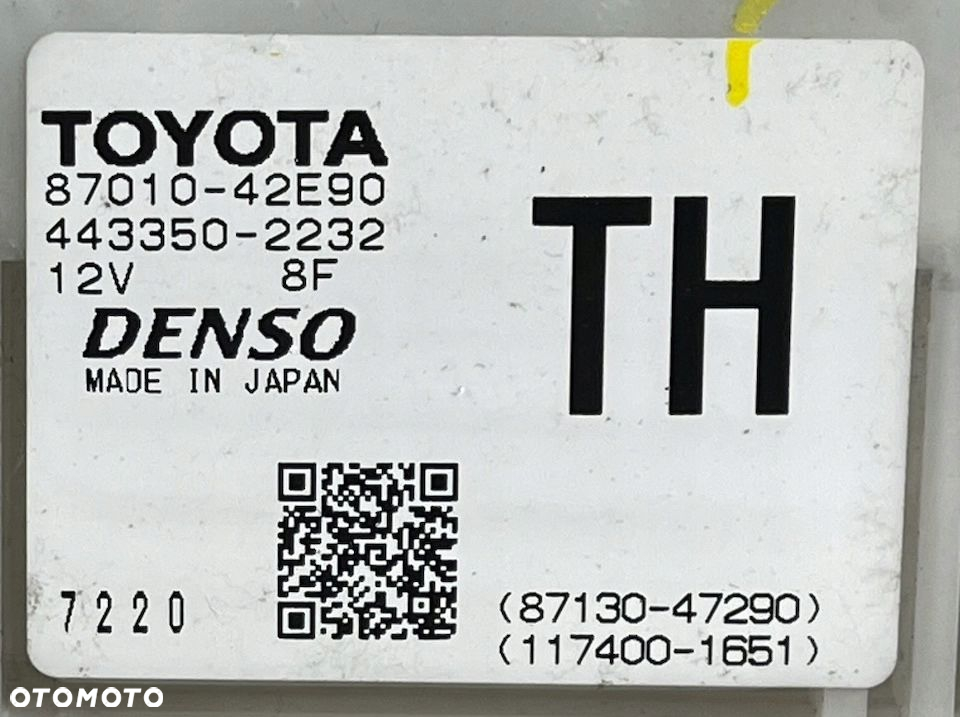 TOYOTA
87010-42E90
443350-2232
12V 8F
DENSO
MADE IN JAPAN
TH
7220
(87130-47290)
(117400-1651)
OTOMOTO